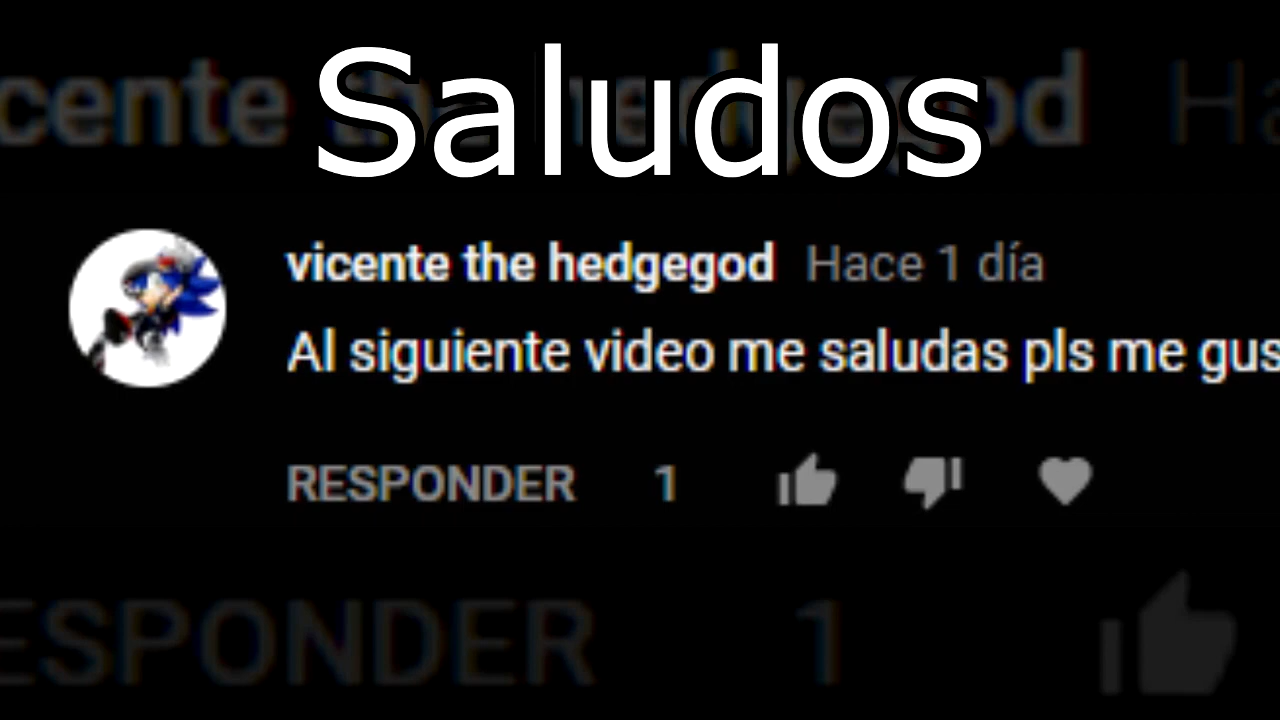 Saludos
vicente the hedgegod Hace 1 día
Al siguiente video me saludas pls me gus
RESPONDER 1